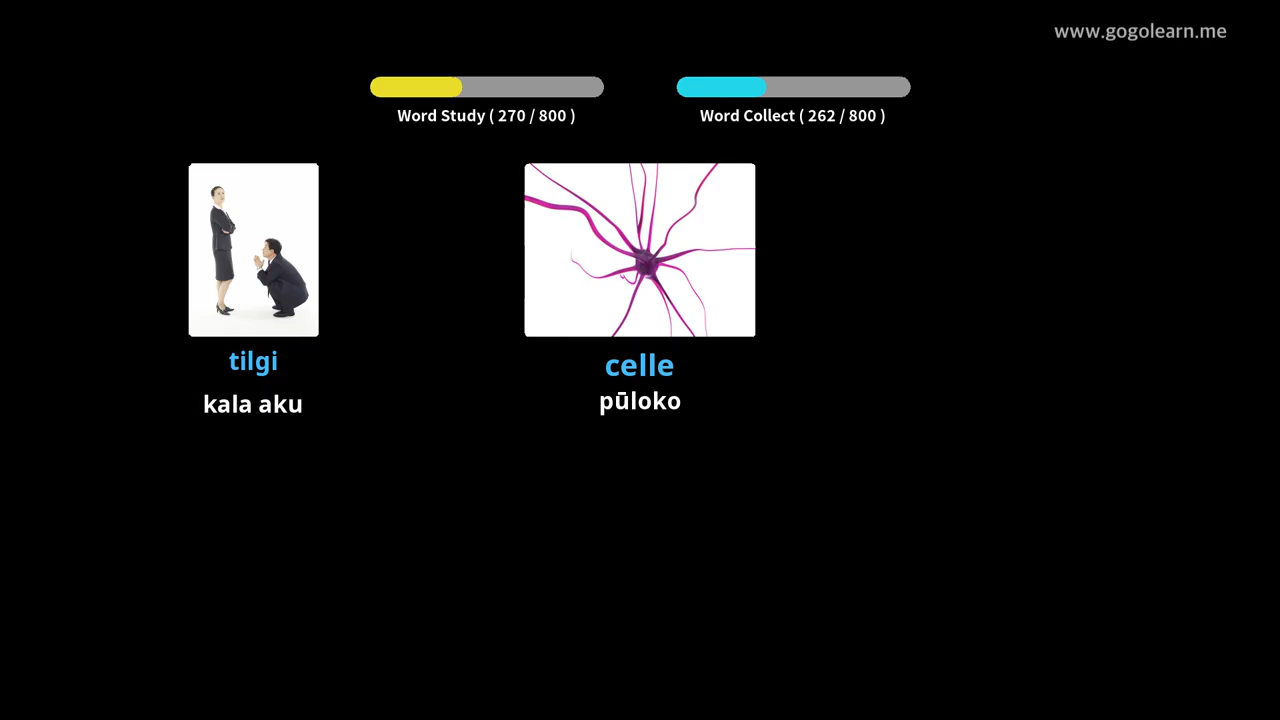 www.gogolearn.me
Word Study ( 270 / 800 )
Word Collect ( 262 / 800 )
tilgi
kala aku
celle
pūloko